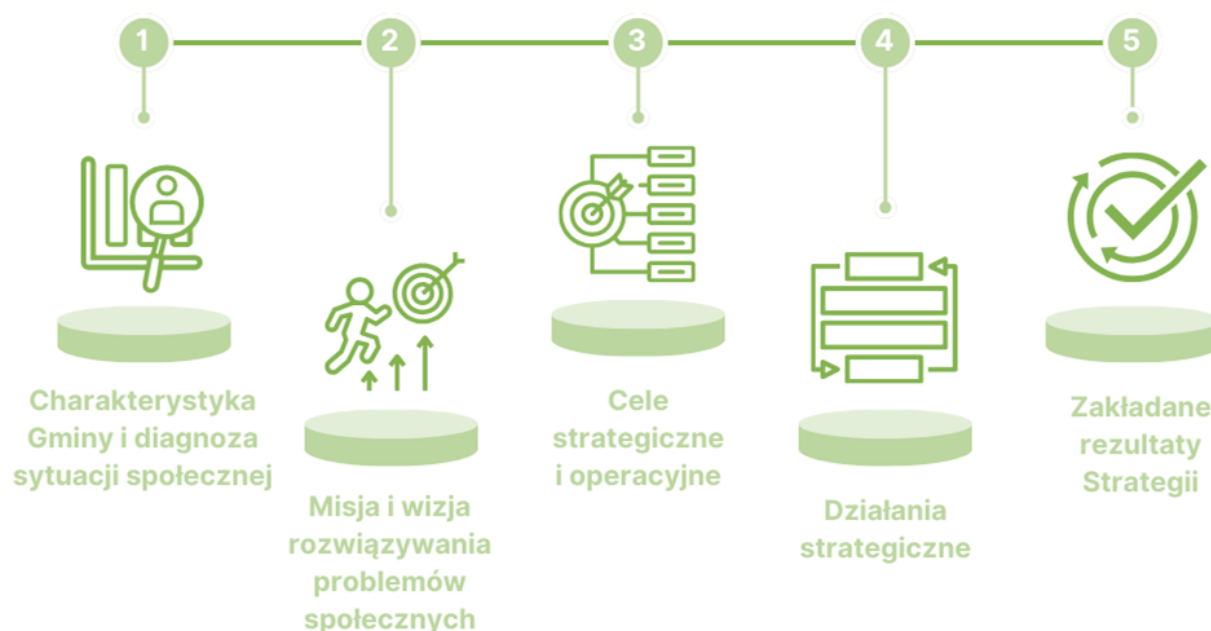 1
2
3
4
5
Charakterystyka
Gminy i diagnoza
sytuacji społecznej
Misja i wizja
rozwiązywania
problemów
społecznych
Cele
strategiczne
i operacyjne
Działania
strategiczne
Zakładane
rezultaty
Strategii